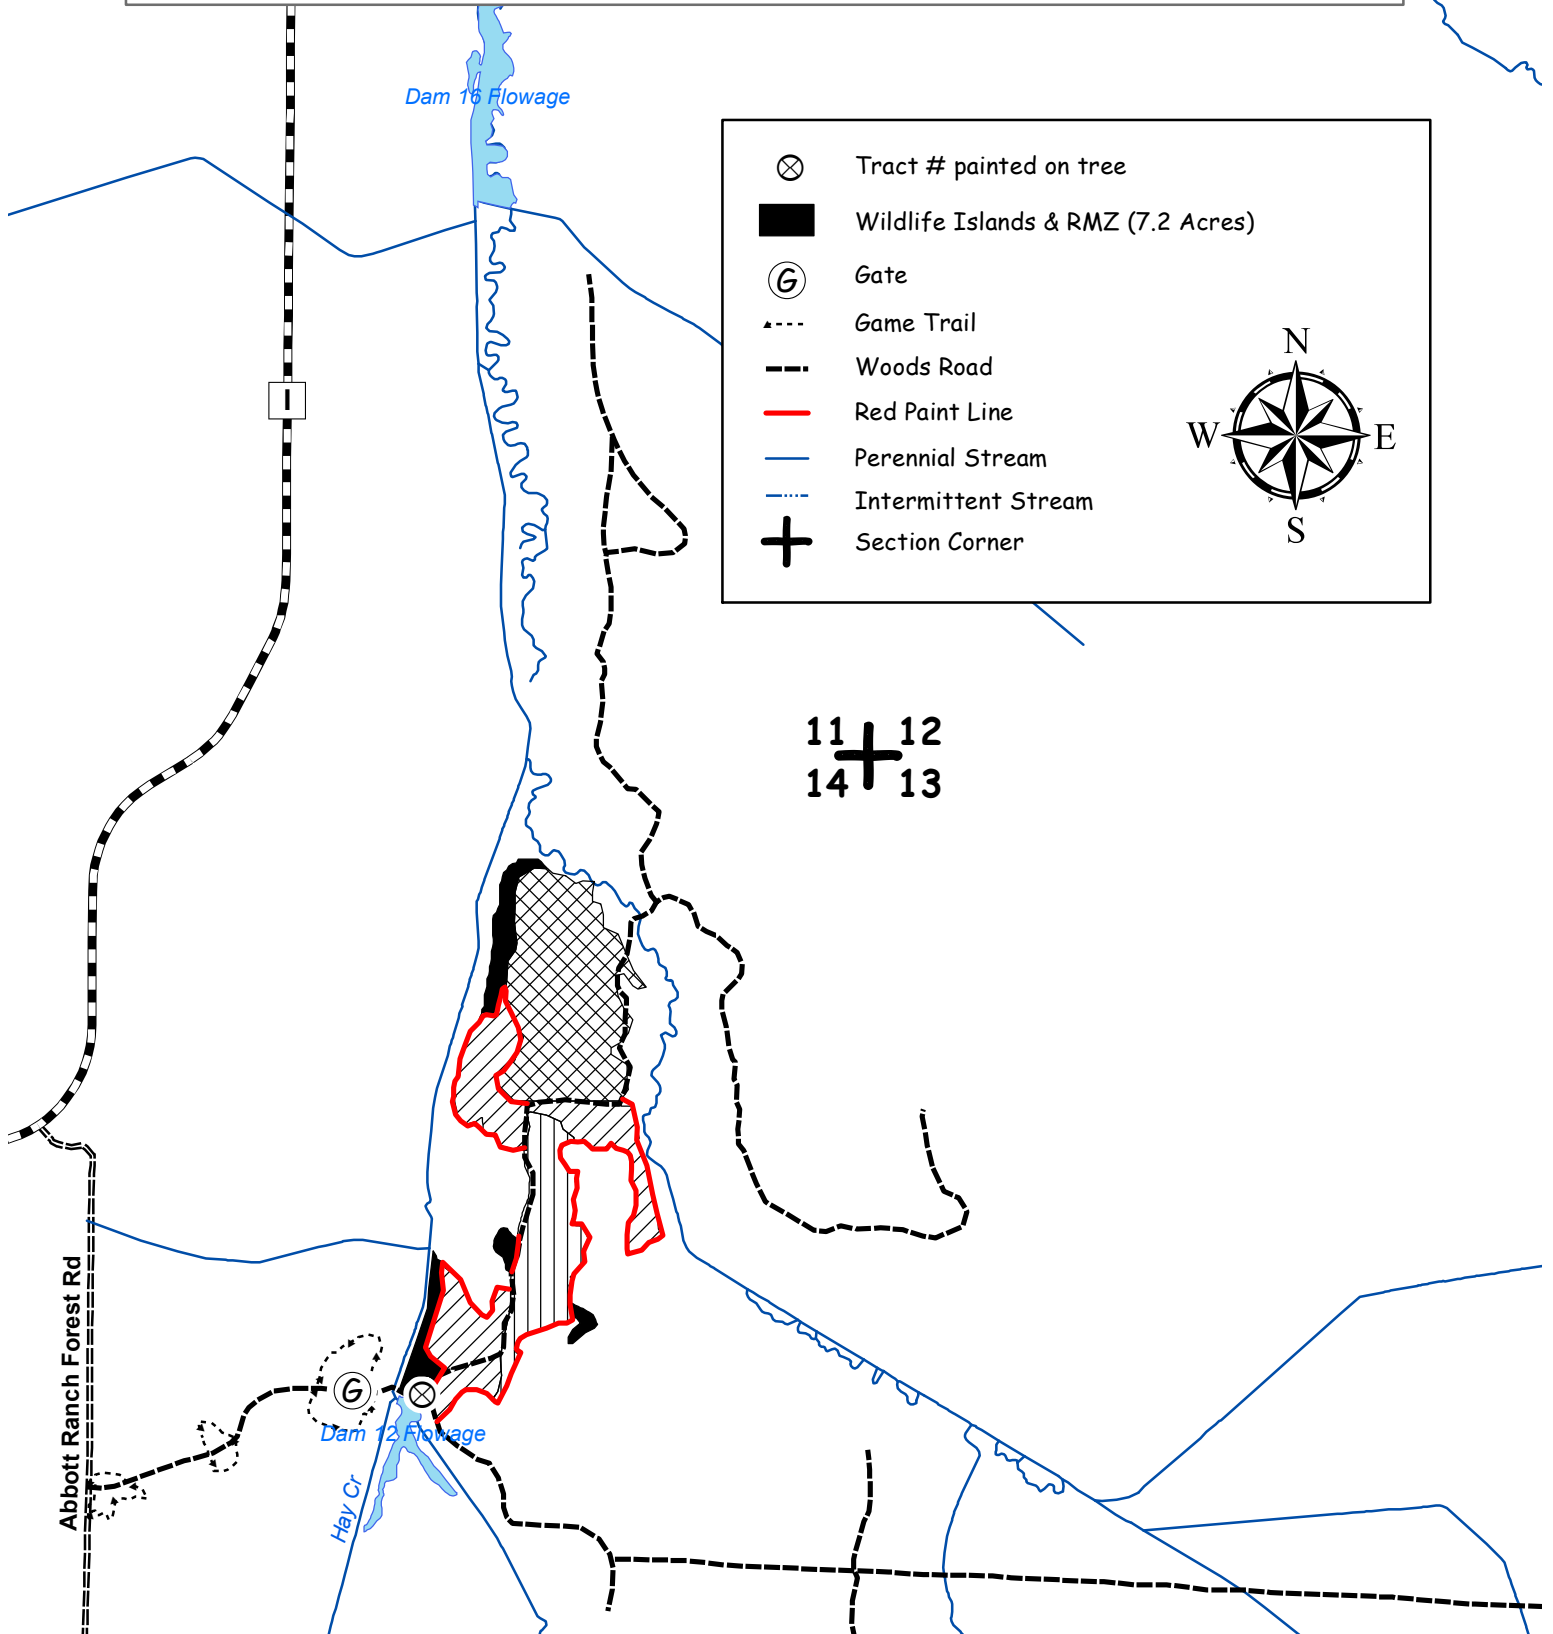 Dam 16 Flowage
Tract # painted on tree
Wildlife Islands & RMZ (7.2 Acres)
G
Gate
Game Trail
Woods Road
Red Paint Line
Perennial Stream
Intermittent Stream
Section Corner
N
W
E
S
I
11 12
14 13
Abbott Ranch Forest Rd
G
Dam 12 Flowage
Hay Cr